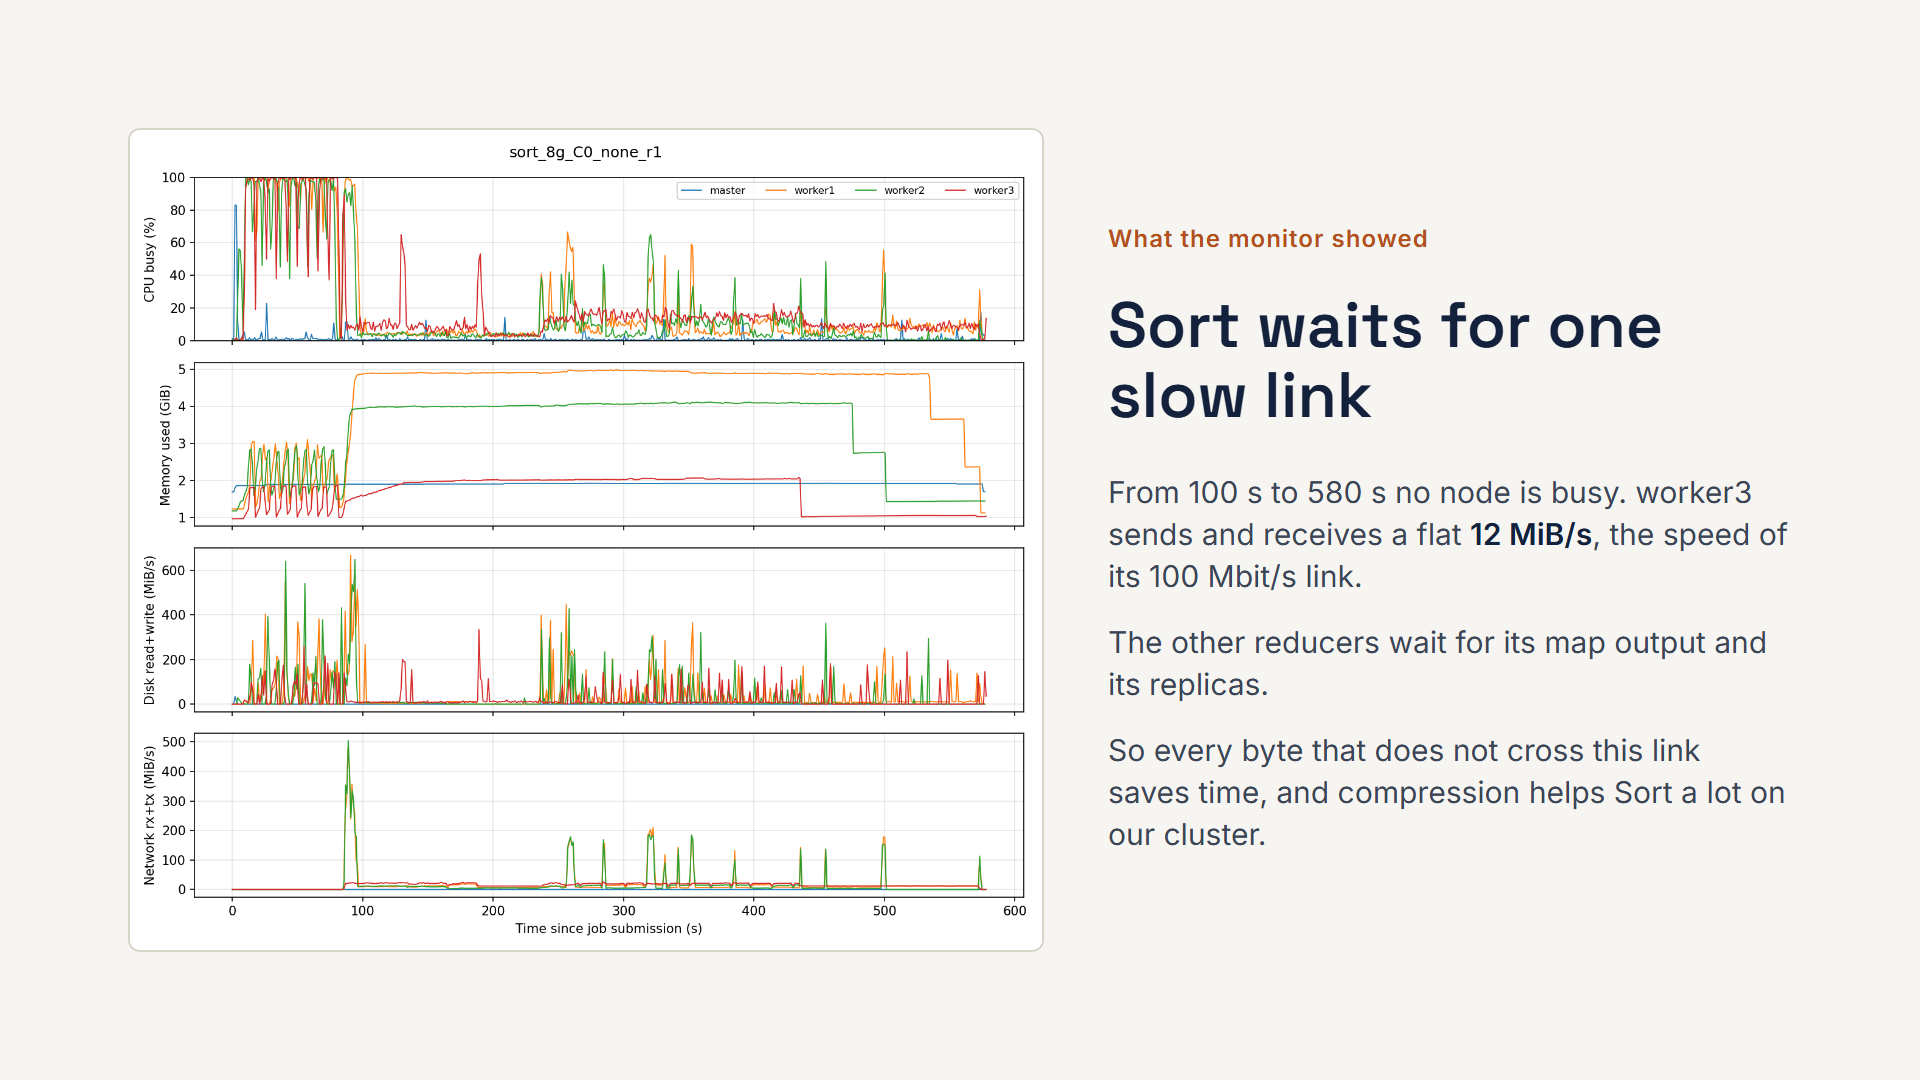 sort_8g_C0_none_r1
master worker1 worker2 worker3
CPU busy (%)
100
80
60
40
20
0
Memory used (GiB)
5
4
3
2
1
Disk read+write (MiB/s)
600
400
200
0
Network rx+tx (MiB/s)
500
400
300
200
100
0
0 100 200 300 400 500 600
Time since job submission (s)
What the monitor showed
Sort waits for one
slow link
From 100 s to 580 s no node is busy. worker3
sends and receives a flat 12 MiB/s, the speed of
its 100 Mbit/s link.
The other reducers wait for its map output and
its replicas.
So every byte that does not cross this link
saves time, and compression helps Sort a lot on
our cluster.